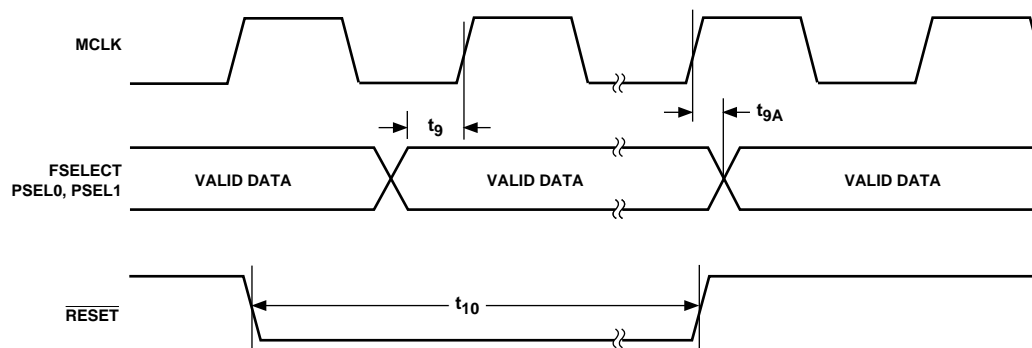 MCLK
t9
t9A
FSELECT
PSEL0, PSEL1
VALID DATA
VALID DATA
VALID DATA
RESET
t10